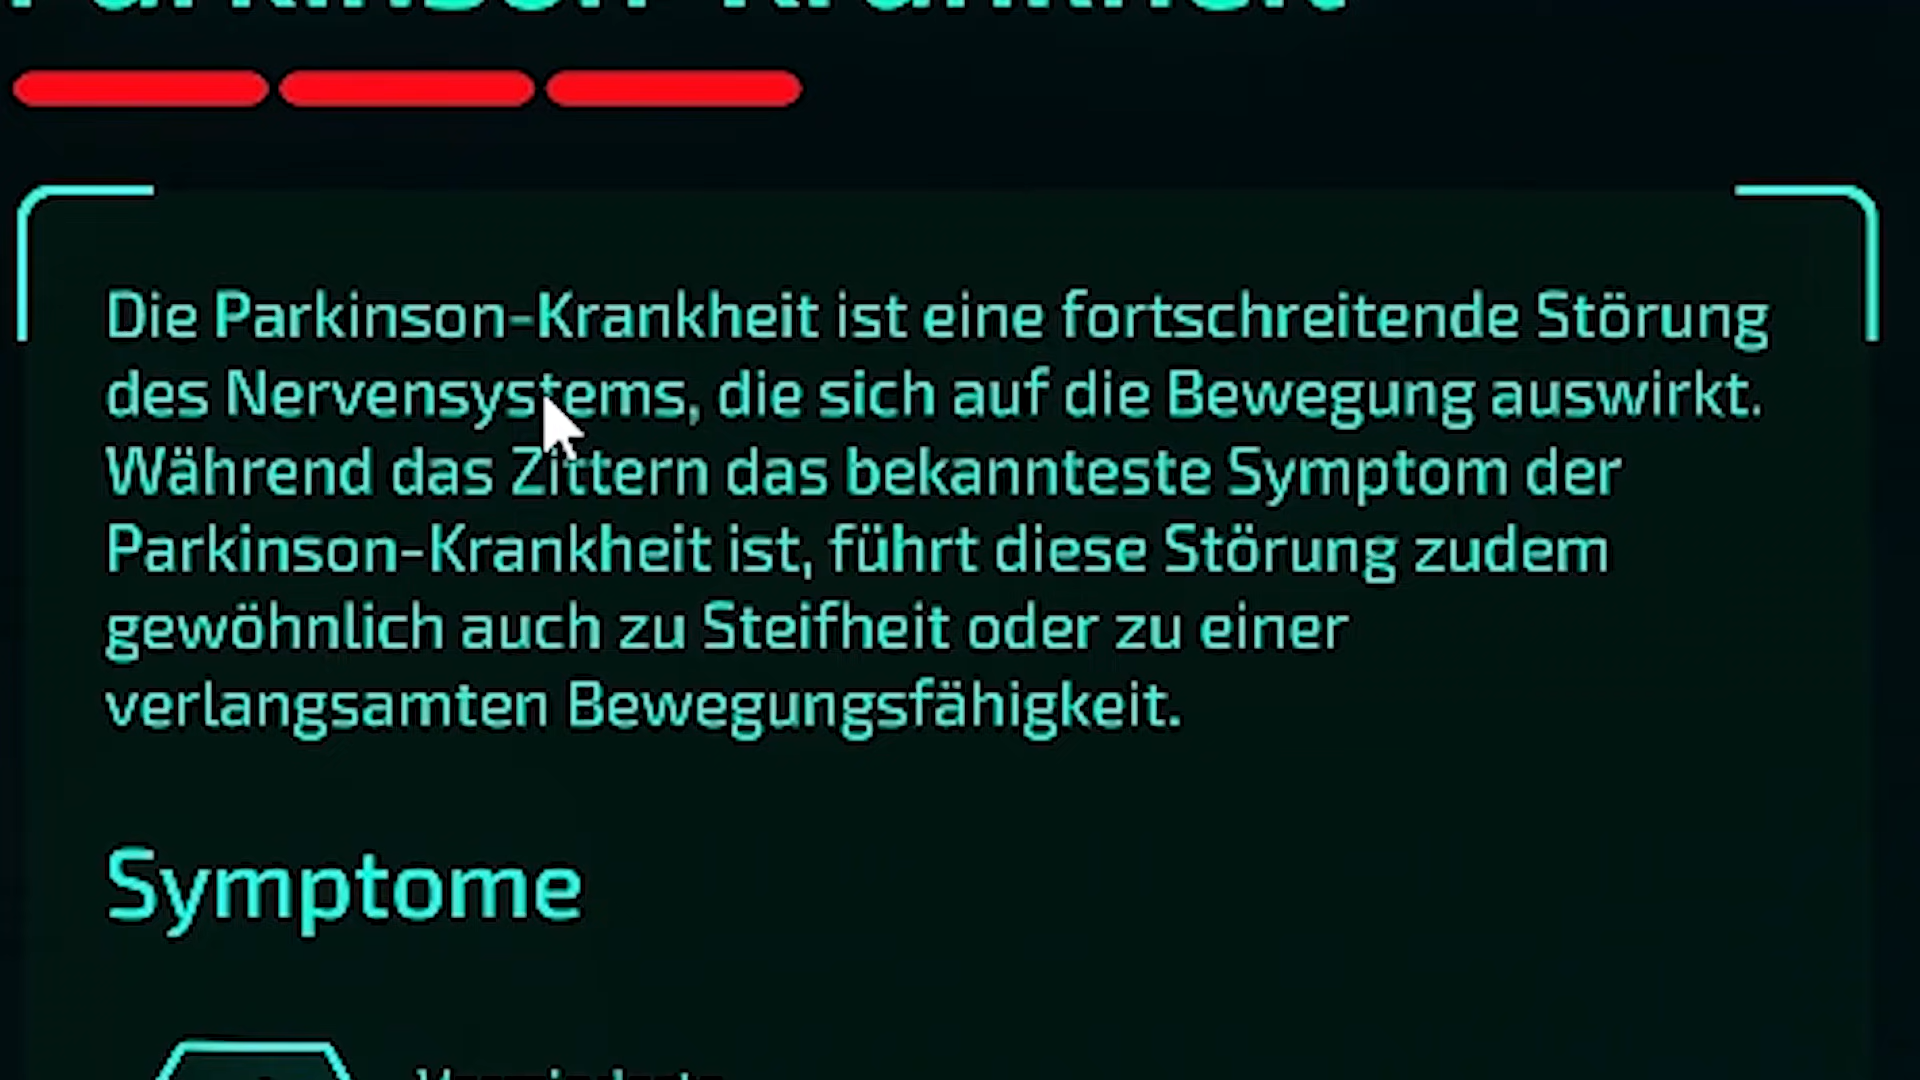 Parkinson-Krankheit
Die Parkinson-Krankheit ist eine fortschreitende Störung
des Nervensystems, die sich auf die Bewegung auswirkt.
Während das Zittern das bekannteste Symptom der
Parkinson-Krankheit ist, führt diese Störung zudem
gewöhnlich auch zu Steifheit oder zu einer
verlangsamten Bewegungsfähigkeit.
Symptome